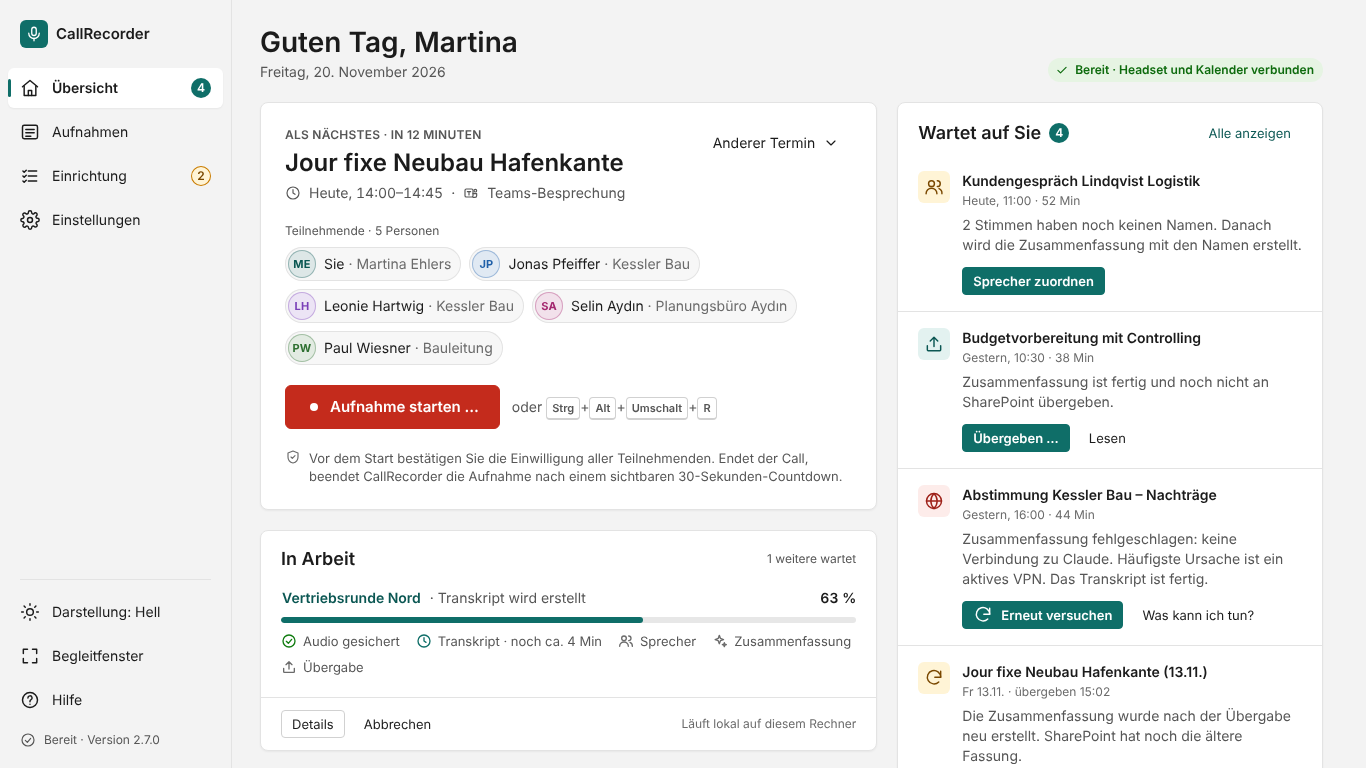 CallRecorder
Übersicht 4
Aufnahmen
Einrichtung 2
Einstellungen
Darstellung: Hell
Begleitfenster
Hilfe
Bereit · Version 2.7.0
Guten Tag, Martina
Freitag, 20. November 2026
Bereit · Headset und Kalender verbunden
ALS NÄCHSTES · IN 12 MINUTEN
Anderer Termin
Jour fixe Neubau Hafenkante
Heute, 14:00–14:45 · Teams-Besprechung
Teilnehmende · 5 Personen
ME Sie · Martina Ehlers JP Jonas Pfeiffer · Kessler Bau
LH Leonie Hartwig · Kessler Bau SA Selin Aydın · Planungsbüro Aydın
PW Paul Wiesner · Bauleitung
Aufnahme starten ... oder Strg + Alt + Umschalt + R
Vor dem Start bestätigen Sie die Einwilligung aller Teilnehmenden. Endet der Call,
beendet CallRecorder die Aufnahme nach einem sichtbaren 30-Sekunden-Countdown.
In Arbeit 1 weitere wartet
Vertriebsrunde Nord · Transkript wird erstellt 63 %
Audio gesichert Transkript · noch ca. 4 Min Sprecher Zusammenfassung
Übergabe
Details Abbrechen Läuft lokal auf diesem Rechner
Wartet auf Sie 4 Alle anzeigen
Kundengespräch Lindqvist Logistik
Heute, 11:00 · 52 Min
2 Stimmen haben noch keinen Namen. Danach
wird die Zusammenfassung mit den Namen erstellt.
Sprecher zuordnen
Budgetvorbereitung mit Controlling
Gestern, 10:30 · 38 Min
Zusammenfassung ist fertig und noch nicht an
SharePoint übergeben.
Übergeben ... Lesen
Abstimmung Kessler Bau – Nachträge
Gestern, 16:00 · 44 Min
Zusammenfassung fehlgeschlagen: keine
Verbindung zu Claude. Häufigste Ursache ist ein
aktives VPN. Das Transkript ist fertig.
Erneut versuchen Was kann ich tun?
Jour fixe Neubau Hafenkante (13.11.)
Fr 13.11. · übergeben 15:02
Die Zusammenfassung wurde nach der Übergabe
neu erstellt. SharePoint hat noch die ältere
Fassung.